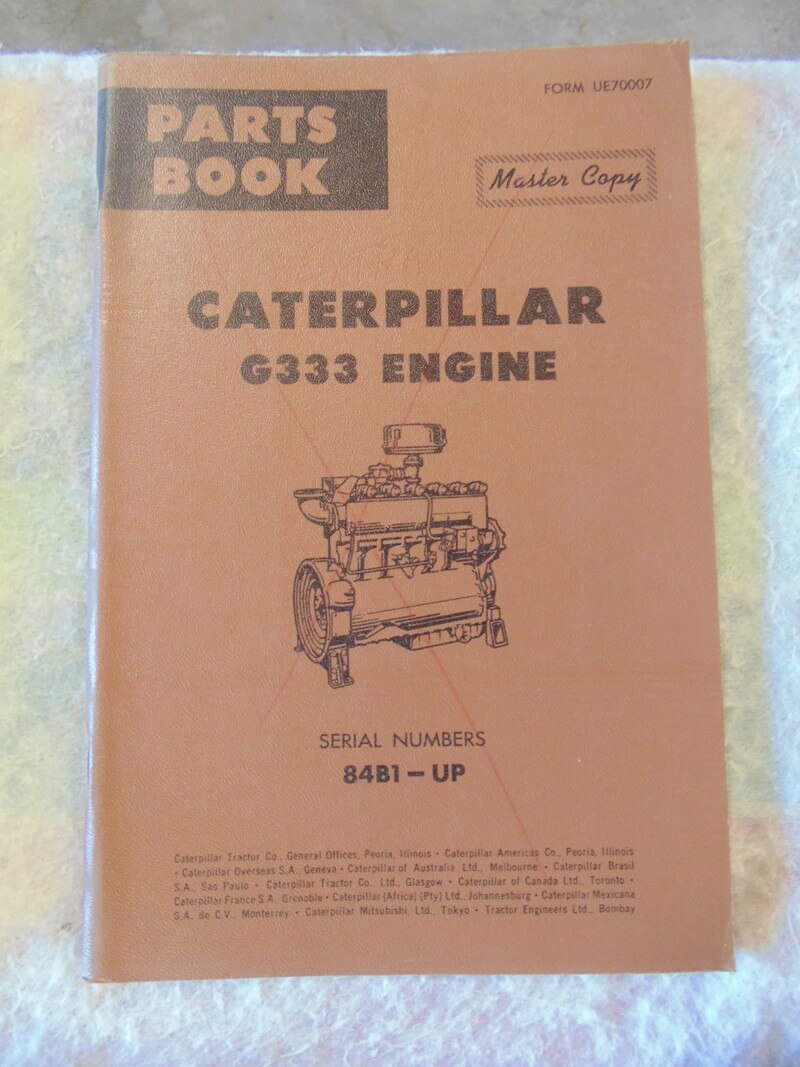 FORM UE70007
PARTS
BOOK
Master Copy
CATERPILLAR
G333 ENGINE
SERIAL NUMBERS
84B1 — UP
Caterpillar Tractor Co., General Offices, Peoria, Illinois • Caterpillar Americas Co., Peoria, Illinois
• Caterpillar Overseas S.A., Geneva • Caterpillar of Australia Ltd., Melbourne • Caterpillar Brasil
S.A., Sao Paulo • Caterpillar Tractor Co., Ltd., Glasgow • Caterpillar of Canada Ltd., Toronto •
Caterpillar France S.A., Grenoble • Caterpillar (Africa) (Pty) Ltd., Johannesburg • Caterpillar Mexicana
S.A. de C.V., Monterrey • Caterpillar Mitsubishi, Ltd., Tokyo • Tractor Engineers Ltd., Bombay